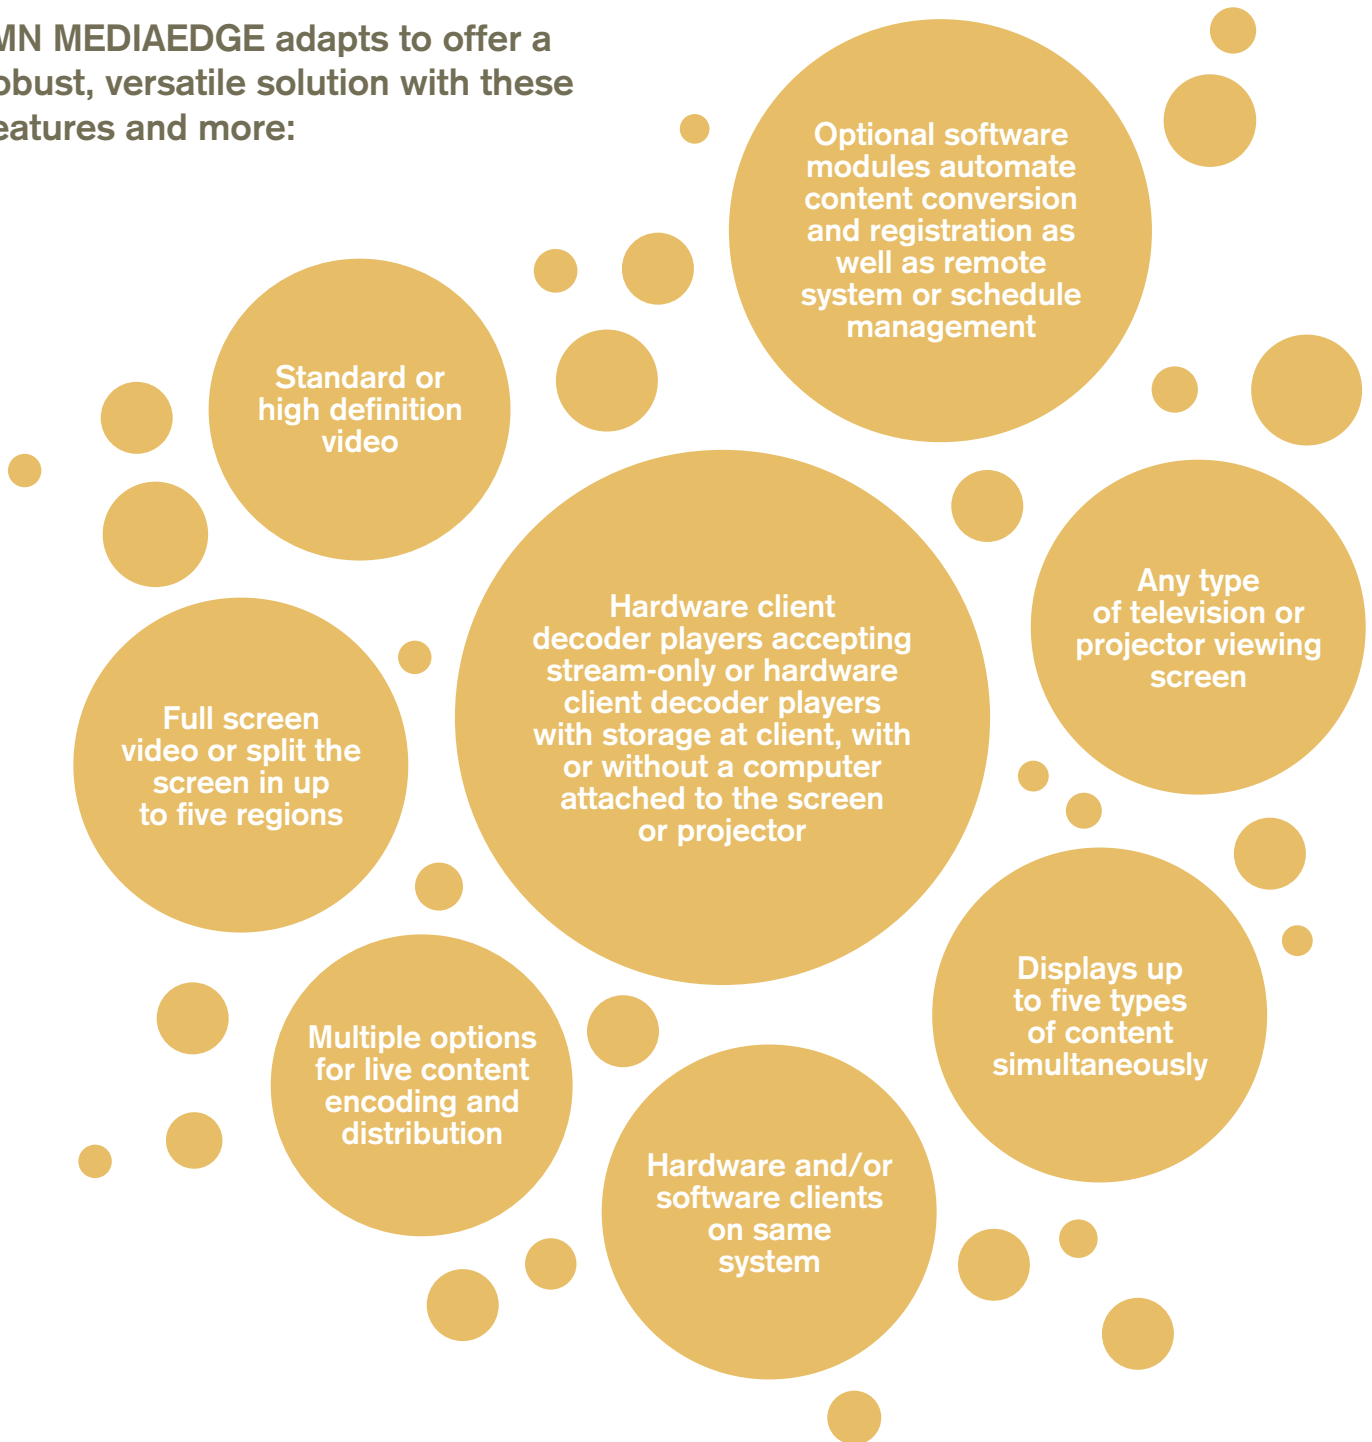 MN MEDIAEDGE adapts to offer a
obust, versatile solution with these
eatures and more:
Optional software
modules automate
content conversion
and registration as
well as remote
system or schedule
management
Standard or
high definition
video
Hardware client
decoder players accepting
stream-only or hardware
client decoder players
with storage at client, with
or without a computer
attached to the screen
or projector
Any type
of television or
projector viewing
screen
Full screen
video or split the
screen in up
to five regions
Displays up
to five types
of content
simultaneously
Multiple options
for live content
encoding and
distribution
Hardware and/or
software clients
on same
system